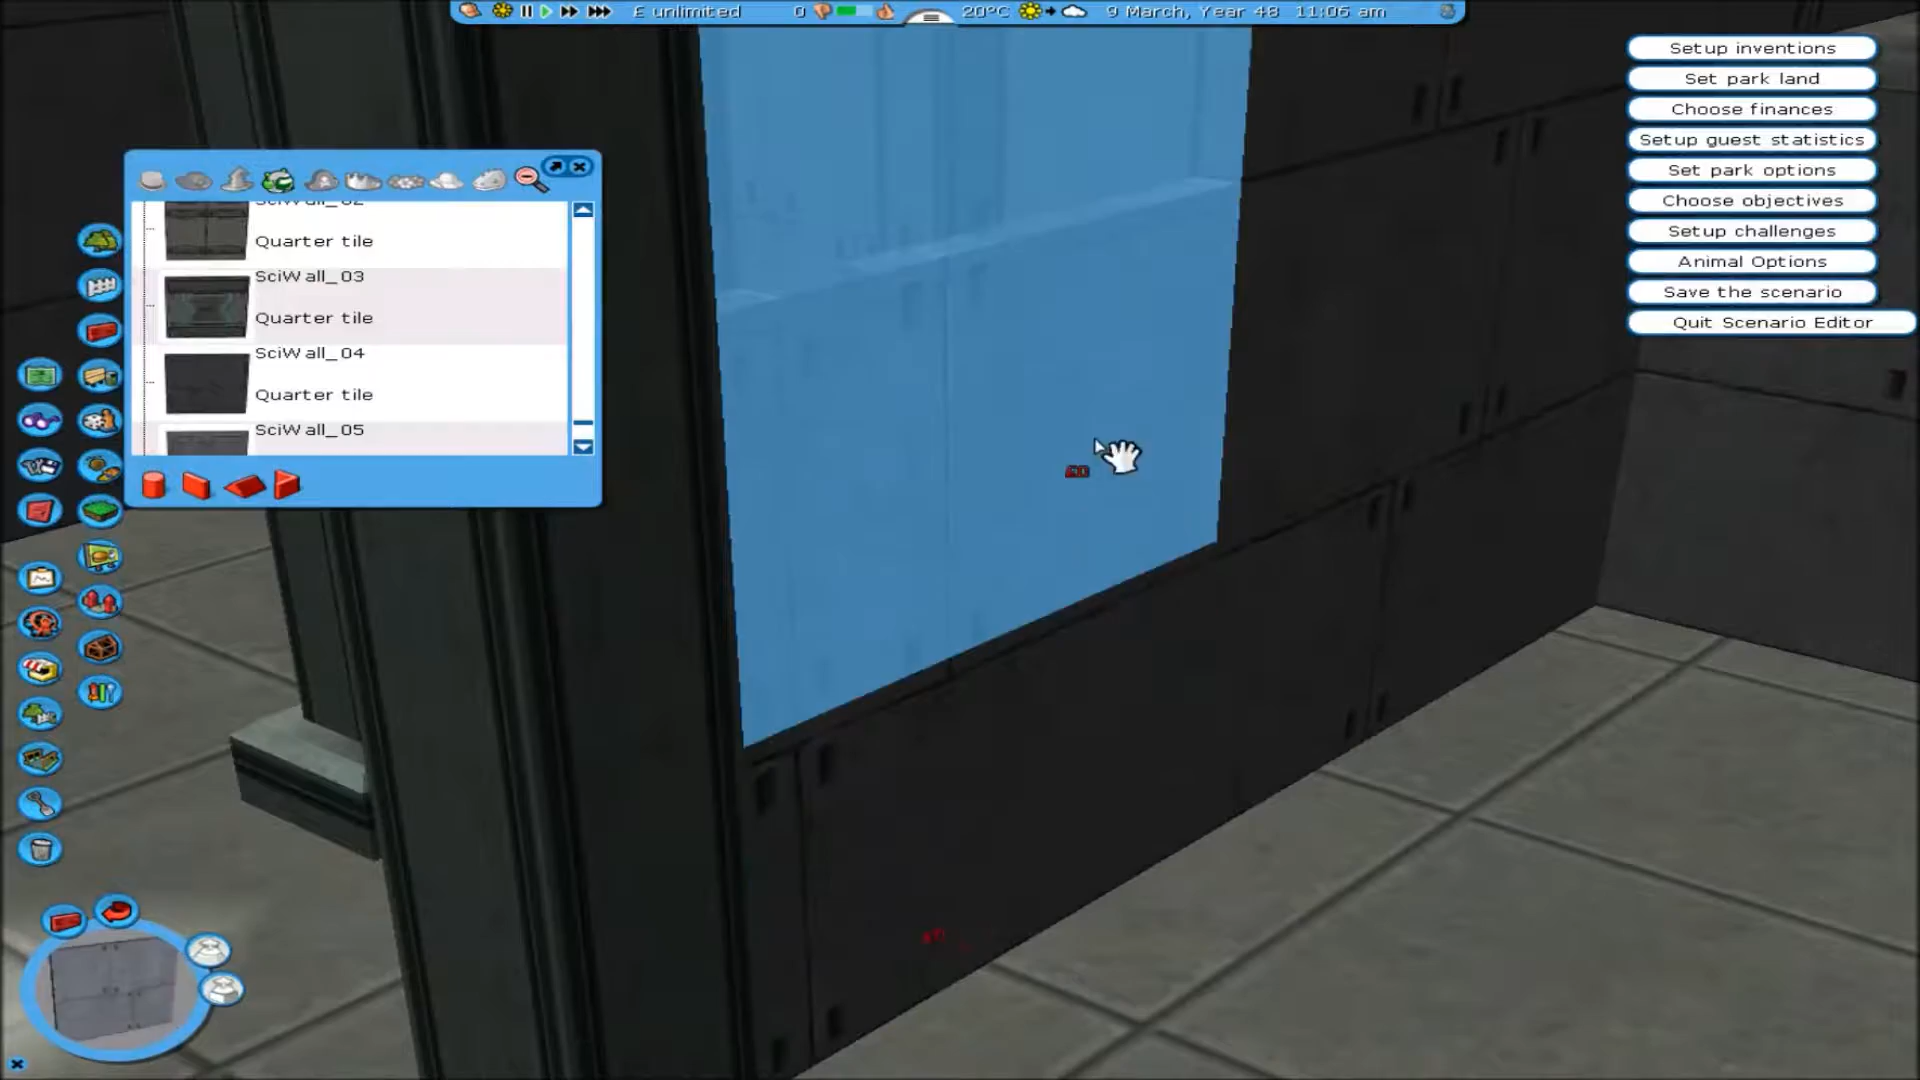 E unlimited 0 20°C 9 March, Year 48 11:06 am
Setup inventions
Set park land
Choose finances
Setup guest statistics
Set park options
Choose objectives
Setup challenges
Animal Options
Save the scenario
Quit Scenario Editor
SciWall_02
Quarter tile
SciWall_03
Quarter tile
SciWall_04
Quarter tile
SciWall_05